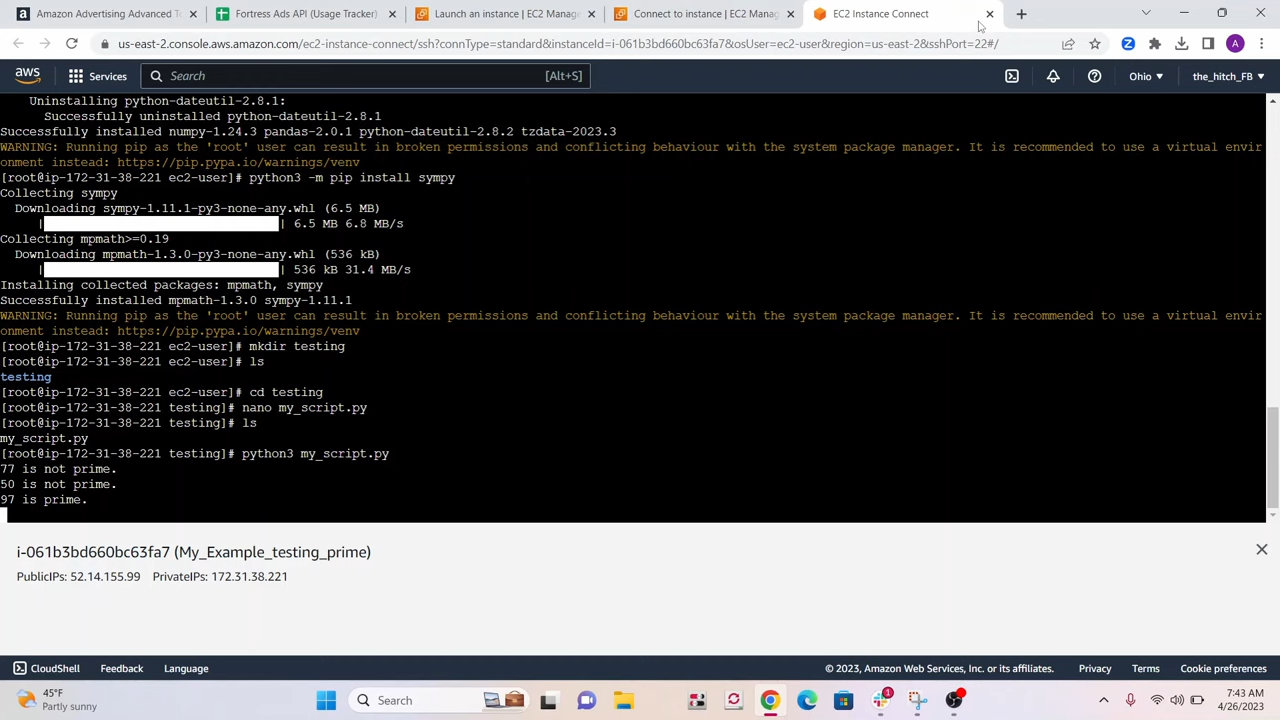 Amazon Advertising Advanced To
Fortress Ads API (Usage Tracker)
Launch an instance | EC2 Manage
Connect to instance | EC2 Manag
EC2 Instance Connect
us-east-2.console.aws.amazon.com/ec2-instance-connect/ssh?connType=standard&instanceId=i-061b3bd660bc63fa7&osUser=ec2-user&region=us-east-2&sshPort=22#/
A
aws
Services
Search
[Alt+S]
Ohio
the_hitch_FB
Uninstalling python-dateutil-2.8.1:
Successfully uninstalled python-dateutil-2.8.1
Successfully installed numpy-1.24.3 pandas-2.0.1 python-dateutil-2.8.2 tzdata-2023.3
WARNING: Running pip as the 'root' user can result in broken permissions and conflicting behaviour with the system package manager. It is recommended to use a virtual envir
onment instead: https://pip.pypa.io/warnings/venv
[root@ip-172-31-38-221 ec2-user]# python3 -m pip install sympy
Collecting sympy
Downloading sympy-1.11.1-py3-none-any.whl (6.5 MB)
| | 6.5 MB 6.8 MB/s
Collecting mpmath>=0.19
Downloading mpmath-1.3.0-py3-none-any.whl (536 kB)
| | 536 kB 31.4 MB/s
Installing collected packages: mpmath, sympy
Successfully installed mpmath-1.3.0 sympy-1.11.1
WARNING: Running pip as the 'root' user can result in broken permissions and conflicting behaviour with the system package manager. It is recommended to use a virtual envir
onment instead: https://pip.pypa.io/warnings/venv
[root@ip-172-31-38-221 ec2-user]# mkdir testing
[root@ip-172-31-38-221 ec2-user]# ls
testing
[root@ip-172-31-38-221 ec2-user]# cd testing
[root@ip-172-31-38-221 testing]# nano my_script.py
[root@ip-172-31-38-221 testing]# ls
my_script.py
[root@ip-172-31-38-221 testing]# python3 my_script.py
77 is not prime.
50 is not prime.
97 is prime.
i-061b3bd660bc63fa7 (My_Example_testing_prime)
PublicIPs: 52.14.155.99 PrivateIPs: 172.31.38.221
CloudShell
Feedback
Language
© 2023, Amazon Web Services, Inc. or its affiliates.
Privacy
Terms
Cookie preferences
45°F
Partly sunny
Search
1
7:43 AM
4/26/2023